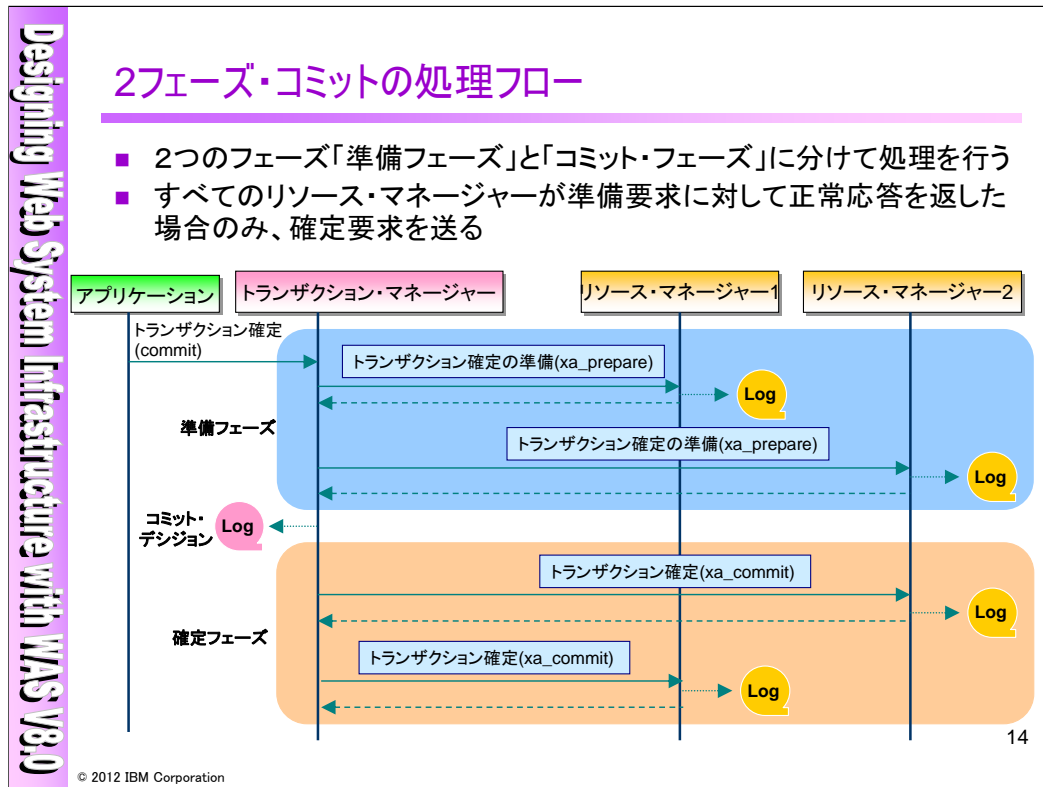 Designing Web System Infrastructure with WAS V8.0
2フェーズ・コミットの処理フロー
■ 2つのフェーズ「準備フェーズ」と「コミット・フェーズ」に分けて処理を行う
■ すべてのリソース・マネージャーが準備要求に対して正常応答を返した
場合のみ、確定要求を送る
アプリケーション
トランザクション・マネージャー
リソース・マネージャー1
リソース・マネージャー2
トランザクション確定
(commit)
トランザクション確定の準備(xa_prepare)
Log
準備フェーズ
トランザクション確定の準備(xa_prepare)
Log
コミット・
デシジョン
Log
トランザクション確定(xa_commit)
Log
確定フェーズ
トランザクション確定(xa_commit)
Log
14
© 2012 IBM Corporation